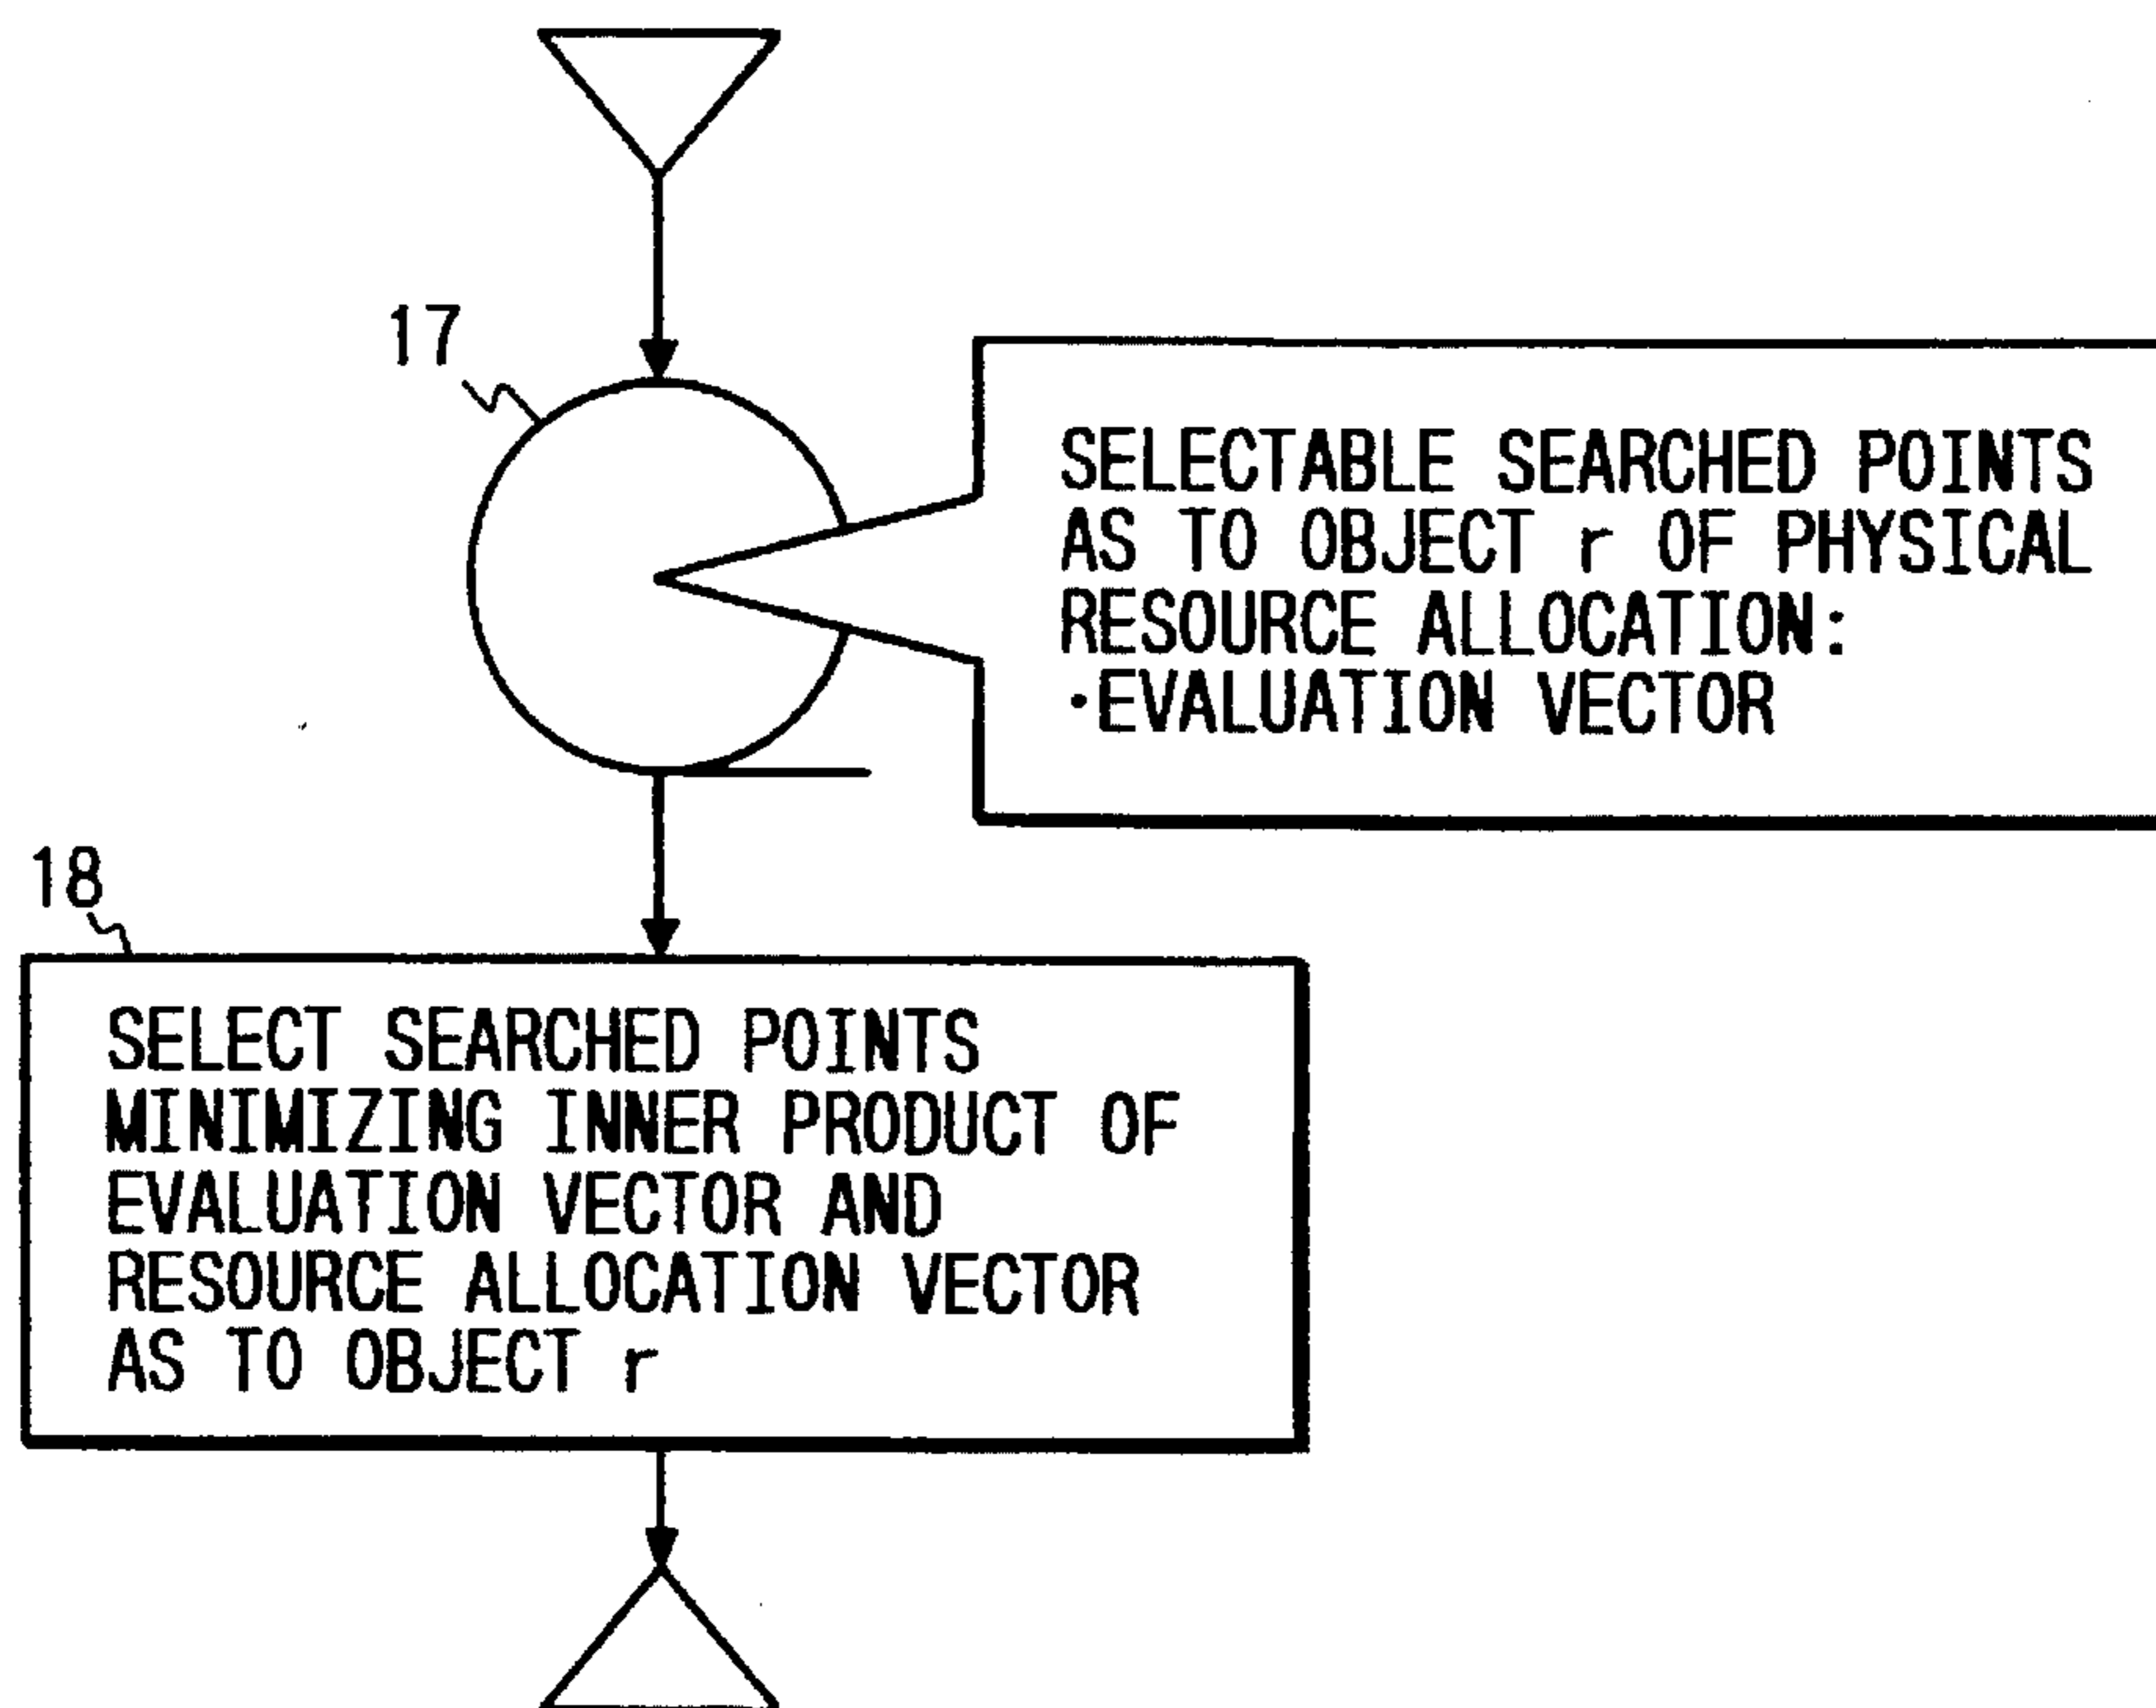 17
SELECTABLE SEARCHED POINTS
AS TO OBJECT r OF PHYSICAL
RESOURCE ALLOCATION:
•EVALUATION VECTOR
18
SELECT SEARCHED POINTS
MINIMIZING INNER PRODUCT OF
EVALUATION VECTOR AND
RESOURCE ALLOCATION VECTOR
AS TO OBJECT r